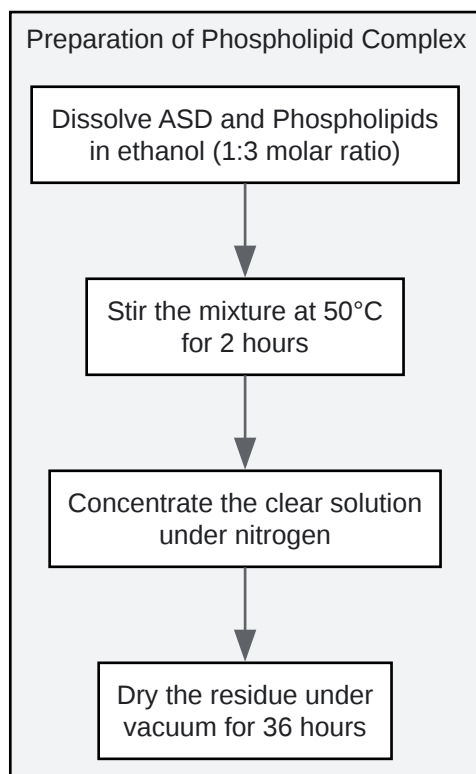 Preparation of Phospholipid Complex
Dissolve ASD and Phospholipids
in ethanol (1:3 molar ratio)
Stir the mixture at 50°C
for 2 hours
Concentrate the clear solution
under nitrogen
Dry the residue under
vacuum for 36 hours